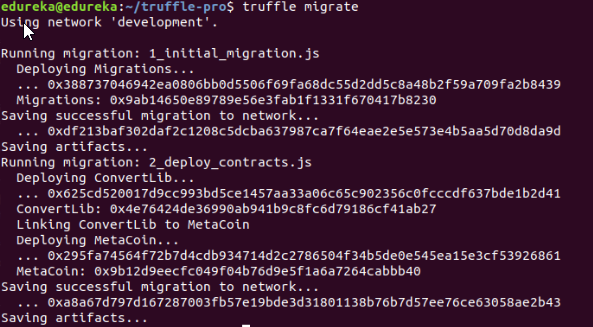 edureka@edureka:~/truffle-pro$ truffle migrate
Using network 'development'.
Running migration: 1_initial_migration.js
Deploying Migrations...
... 0x388737046942ea0806bb0d5506f69fa68dc55d2dd5c8a48b2f59a709fa2b8439
Migrations: 0x9ab14650e89789e56e3fab1f1331f670417b8230
Saving successful migration to network...
... 0xdf213baf302daf2c1208c5dcba637987ca7f64eae2e5e573e4b5aa5d70d8da9d
Saving artifacts...
Running migration: 2_deploy_contracts.js
Deploying ConvertLib...
... 0x625cd520017d9cc993bd5ce1457aa33a06c65c902356c0fcccdf637bde1b2d41
ConvertLib: 0x4e76424de36990ab941b9c8fc6d79186cf41ab27
Linking ConvertLib to MetaCoin
Deploying MetaCoin...
... 0x295fa74564f72b7d4cdb934714d2c2786504f34b5de0e545ea15e3cf53926861
MetaCoin: 0x9b12d9eecfc049f04b76d9e5f1a6a7264cabbb40
Saving successful migration to network...
... 0xa8a67d797d167287003fb57e19bde3d31801138b76b7d57ee76ce63058ae2b43
Saving artifacts...